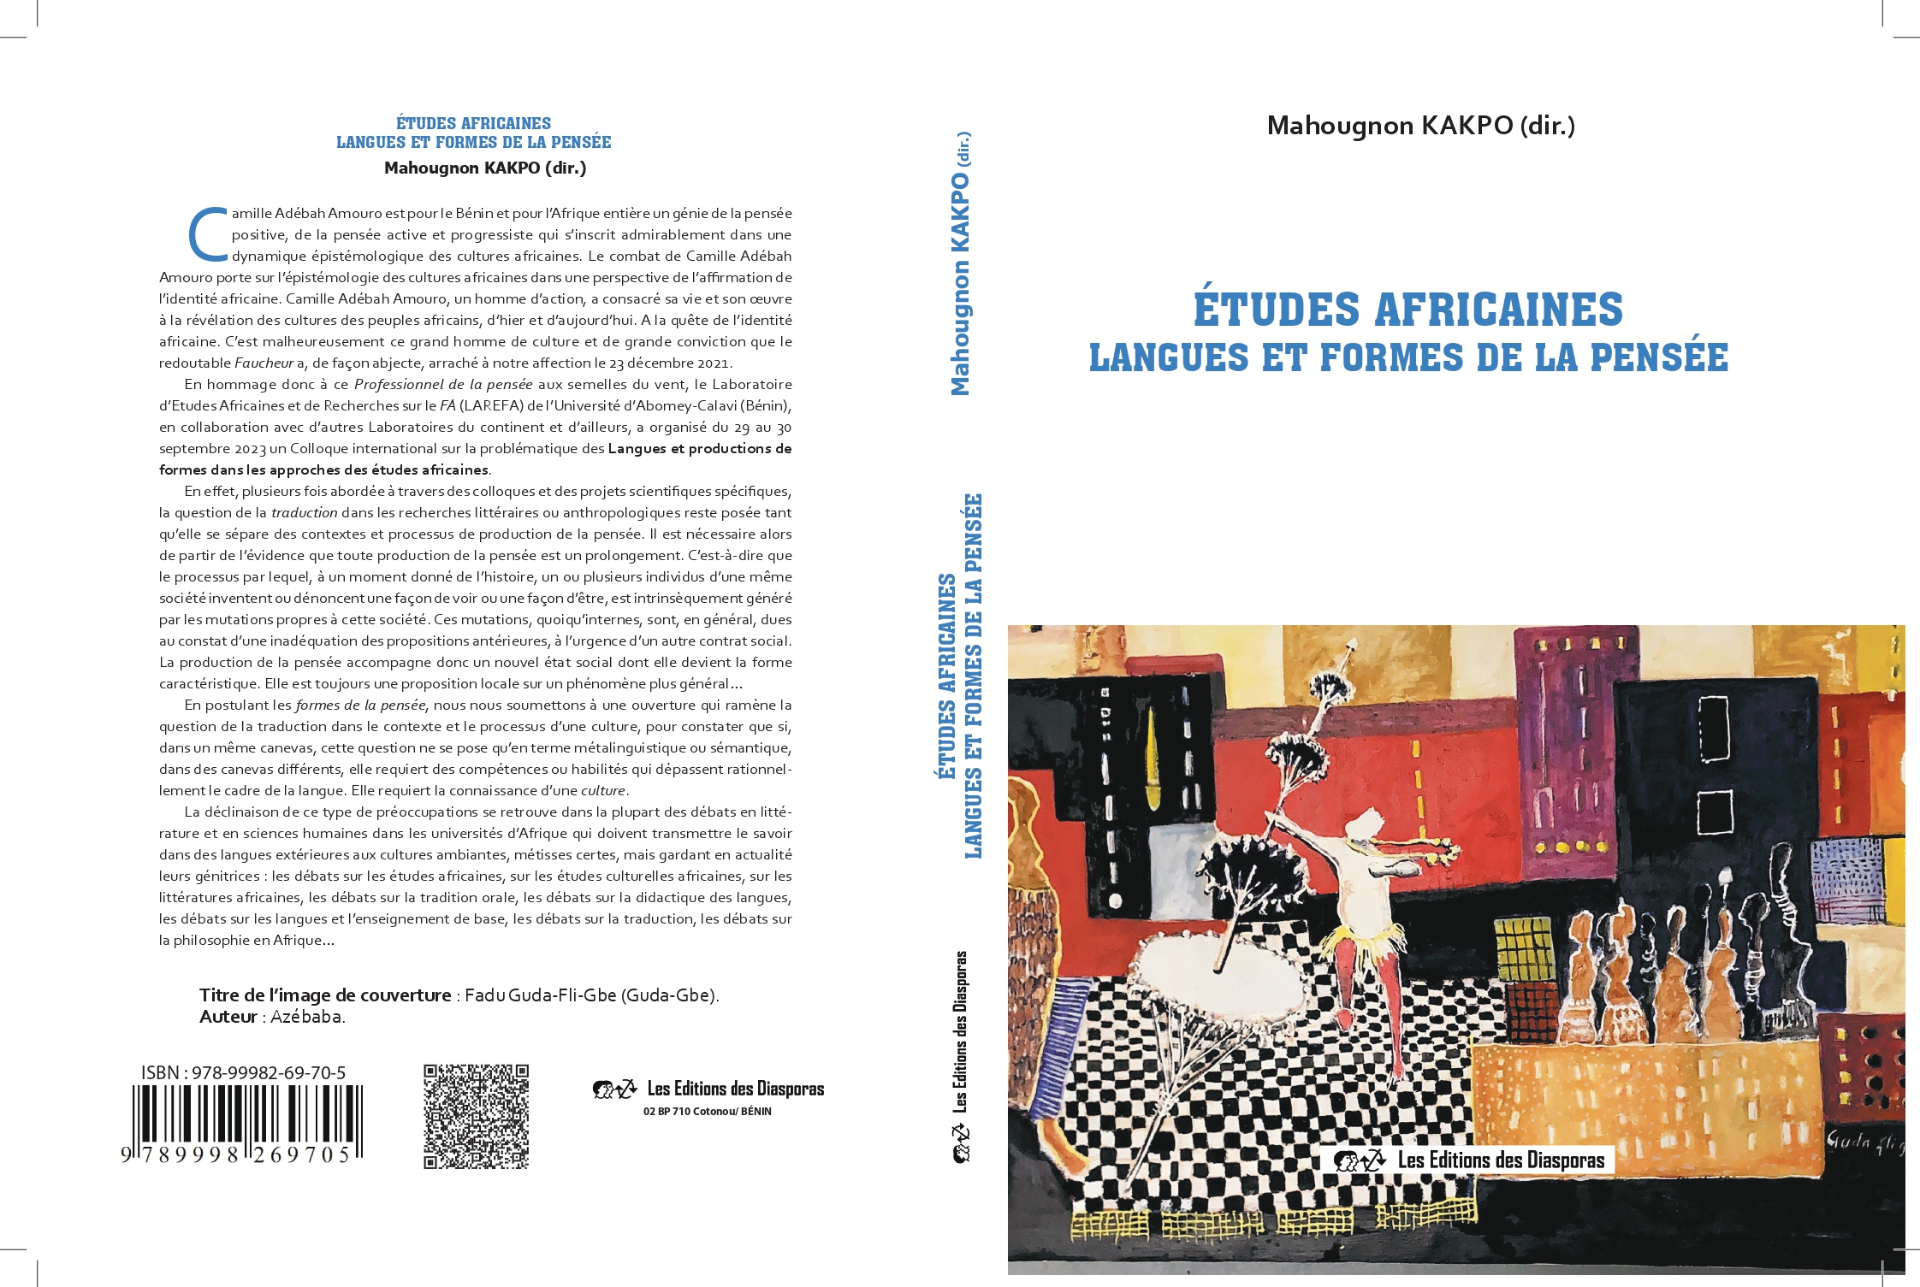 ÉTUDES AFRICAINES
LANGUES ET FORMES DE LA PENSÉE
Mahougnon KAKPO (dir.)
Camille Adébah Amouro est pour le Bénin et pour l'Afrique entière un génie de la pensée
positive, de la pensée active et progressiste qui s'inscrit admirablement dans une
dynamique épistémologique des cultures africaines. Le combat de Camille Adébah
Amouro porte sur l'épistémologie des cultures africaines dans une perspective de l'affirmation de
l'identité africaine. Camille Adébah Amouro, un homme d'action, a consacré sa vie et son œuvre
à la révélation des cultures des peuples africains, d'hier et d'aujourd'hui. A la quête de l'identité
africaine. C'est malheureusement ce grand homme de culture et de grande conviction que le
redoutable Faucheur a, de façon abjecte, arraché à notre affection le 23 décembre 2021.
En hommage donc à ce Professionnel de la pensée aux semelles du vent, le Laboratoire
d'Etudes Africaines et de Recherches sur le FA (LAREFA) de l'Université d'Abomey-Calavi (Bénin),
en collaboration avec d'autres Laboratoires du continent et d'ailleurs, a organisé du 29 au 30
septembre 2023 un Colloque international sur la problématique des Langues et productions de
formes dans les approches des études africaines.
En effet, plusieurs fois abordée à travers des colloques et des projets scientifiques spécifiques,
la question de la traduction dans les recherches littéraires ou anthropologiques reste posée tant
qu'elle se sépare des contextes et processus de production de la pensée. Il est nécessaire alors
de partir de l'évidence que toute production de la pensée est un prolongement. C'est-à-dire que
le processus par lequel, à un moment donné de l'histoire, un ou plusieurs individus d'une même
société inventent ou dénoncent une façon de voir ou une façon d'être, est intrinsèquement généré
par les mutations propres à cette société. Ces mutations, quoiqu'internes, sont, en général, dues
au constat d'une inadéquation des propositions antérieures, à l'urgence d'un autre contrat social.
La production de la pensée accompagne donc un nouvel état social dont elle devient la forme
caractéristique. Elle est toujours une proposition locale sur un phénomène plus général...
En postulant les formes de la pensée, nous nous soumettons à une ouverture qui ramène la
question de la traduction dans le contexte et le processus d'une culture, pour constater que si,
dans un même canevas, cette question ne se pose qu'en terme métalinguistique ou sémantique,
dans des canevas différents, elle requiert des compétences ou habilités qui dépassent rationnel-
lement le cadre de la langue. Elle requiert la connaissance d'une culture.
La déclinaison de ce type de préoccupations se retrouve dans la plupart des débats en litté-
rature et en sciences humaines dans les universités d'Afrique qui doivent transmettre le savoir
dans des langues extérieures aux cultures ambiantes, métisses certes, mais gardant en actualité
leurs génitrices : les débats sur les études africaines, sur les études culturelles africaines, sur les
littératures africaines, les débats sur la tradition orale, les débats sur la didactique des langues,
les débats sur les langues et l'enseignement de base, les débats sur la traduction, les débats sur
la philosophie en Afrique...
Titre de l'image de couverture : Fadu Guda-Fli-Gbe (Guda-Gbe).
Auteur : Azébaba.
ISBN : 978-99982-69-70-5
9 789998 269705
Les Editions des Diasporas
02 BP 710 Cotonou/ BÉNIN
Mahougnon KAKPO (dir.)
ÉTUDES AFRICAINES
LANGUES ET FORMES DE LA PENSÉE
Les Editions des Diasporas
Mahougnon KAKPO (dir.)
ÉTUDES AFRICAINES
LANGUES ET FORMES DE LA PENSÉE
Guda fli
Les Editions des Diasporas